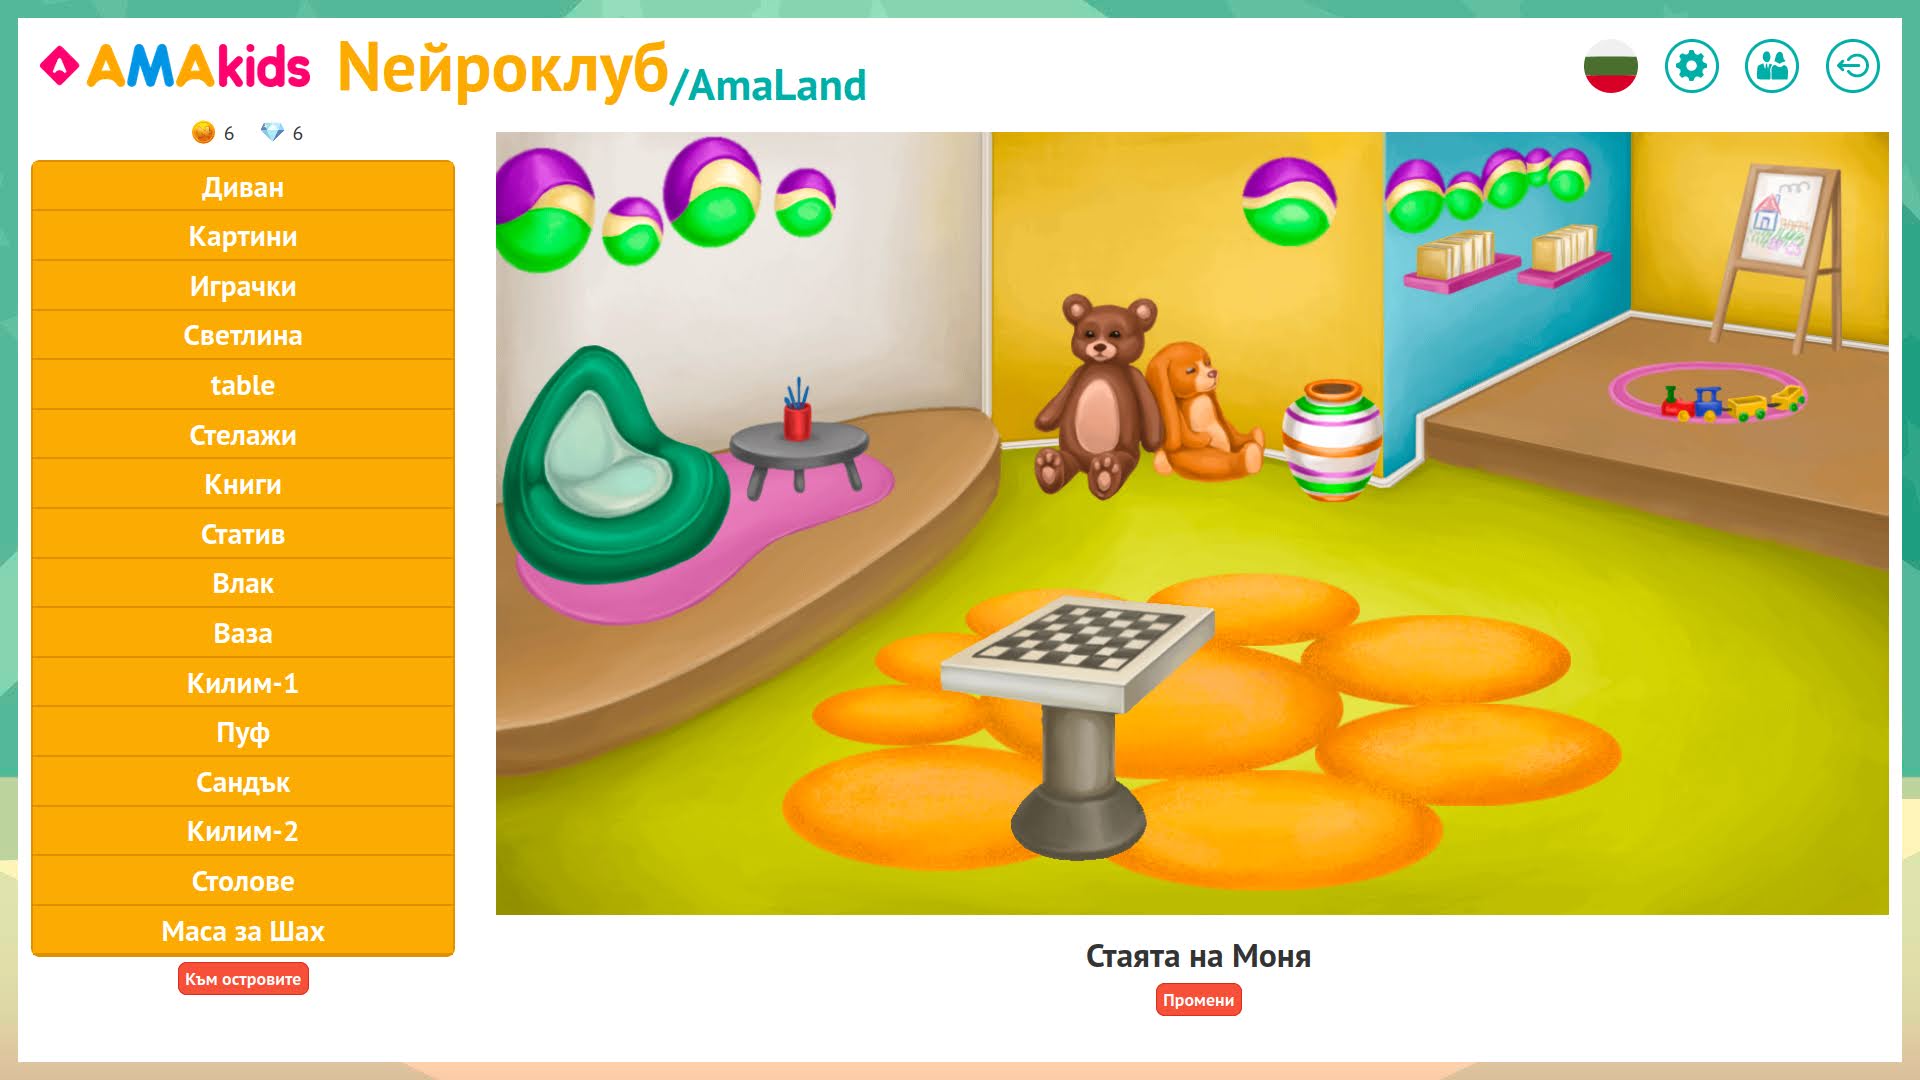 AMAkids Neйроклуб/AmaLand
6 6
Диван
Картини
Играчки
Светлина
table
Стелажи
Книги
Статив
Влак
Ваза
Килим-1
Пуф
Сандък
Килим-2
Столове
Маса за Шах
Към островите
Стаята на Моня
Промени